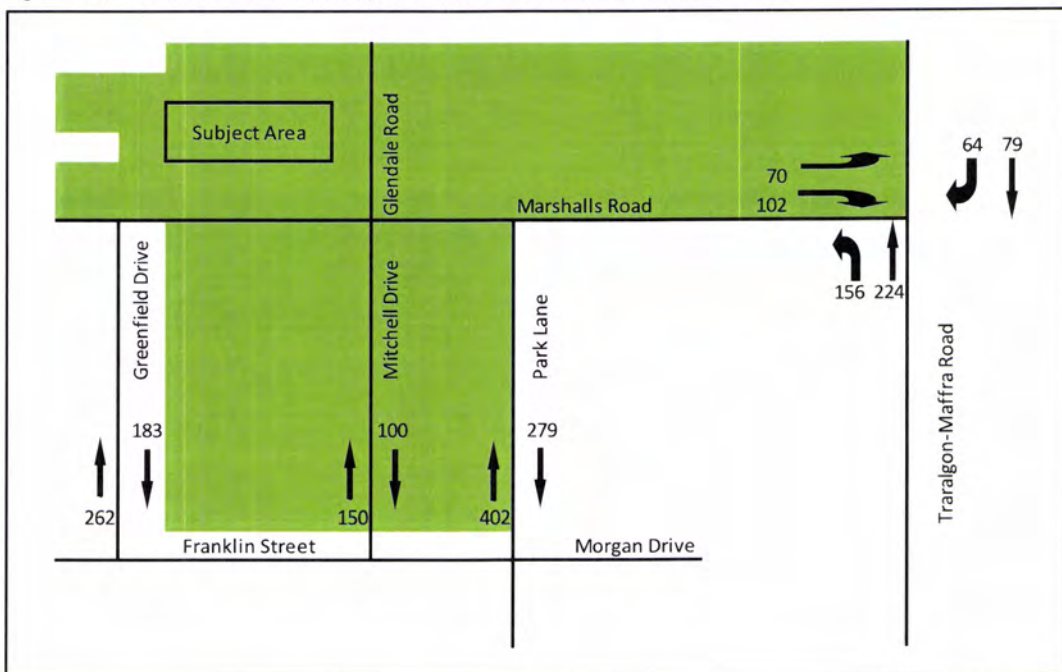 Subject Area
Glendale Road
64 79
70
102
Marshalls Road
156 224
Greenfield Drive
Mitchell Drive
Park Lane
Traralgon-Maffra Road
183
100
279
262
150
402
Franklin Street
Morgan Drive